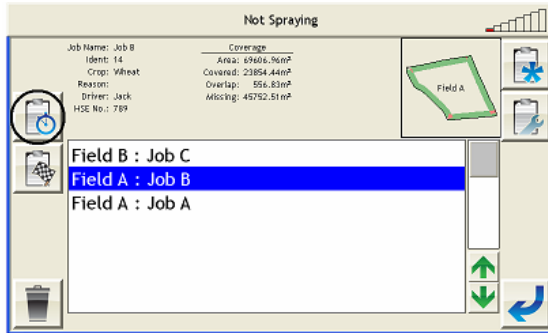 Not Spraying
Job Name: Job B
Ident: 14
Crop: Wheat
Reason:
Driver: Jack
HSE No.: 789
Coverage
Area: 69606.96m²
Covered: 23854.44m²
Overlap: 556.83m²
Missing: 45752.51m²
Field A
Field B : Job C
Field A : Job B
Field A : Job A